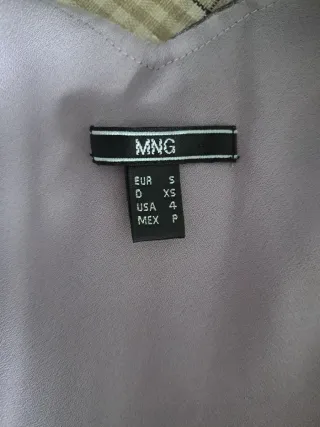 MNG
EUR S
D XS
USA 4
MEX P